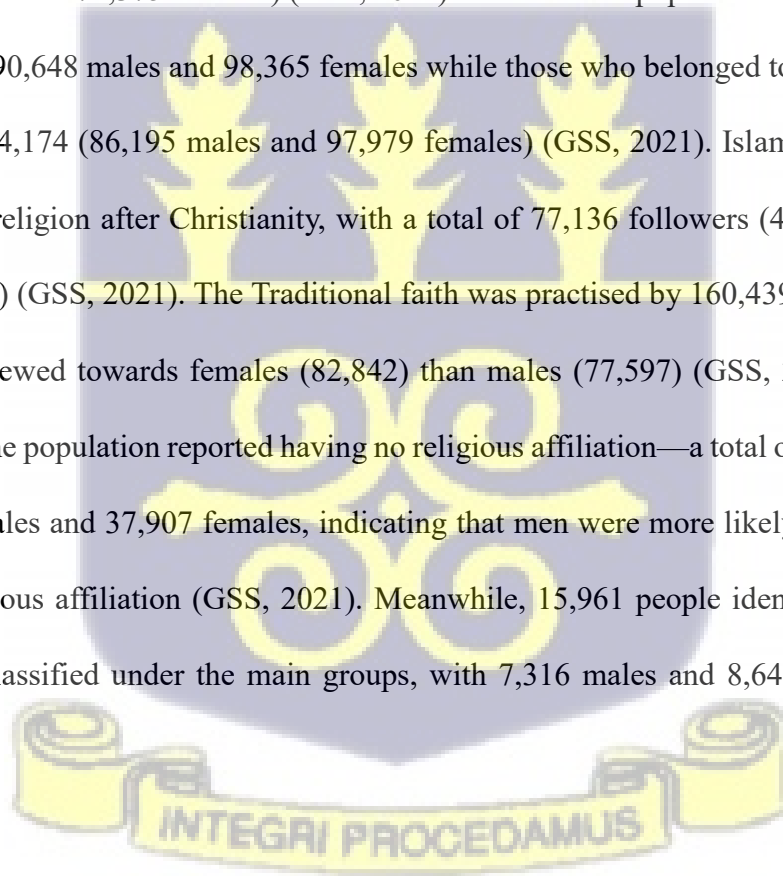 90,648 males and 98,365 females while those who belonged to
4,174 (86,195 males and 97,979 females) (GSS, 2021). Islam
religion after Christianity, with a total of 77,136 followers (4
) (GSS, 2021). The Traditional faith was practised by 160,439
ewed towards females (82,842) than males (77,597) (GSS,
e population reported having no religious affiliation—a total o
ales and 37,907 females, indicating that men were more likely
ous affiliation (GSS, 2021). Meanwhile, 15,961 people iden
lassified under the main groups, with 7,316 males and 8,64
INTEGRI PROCEDAMUS